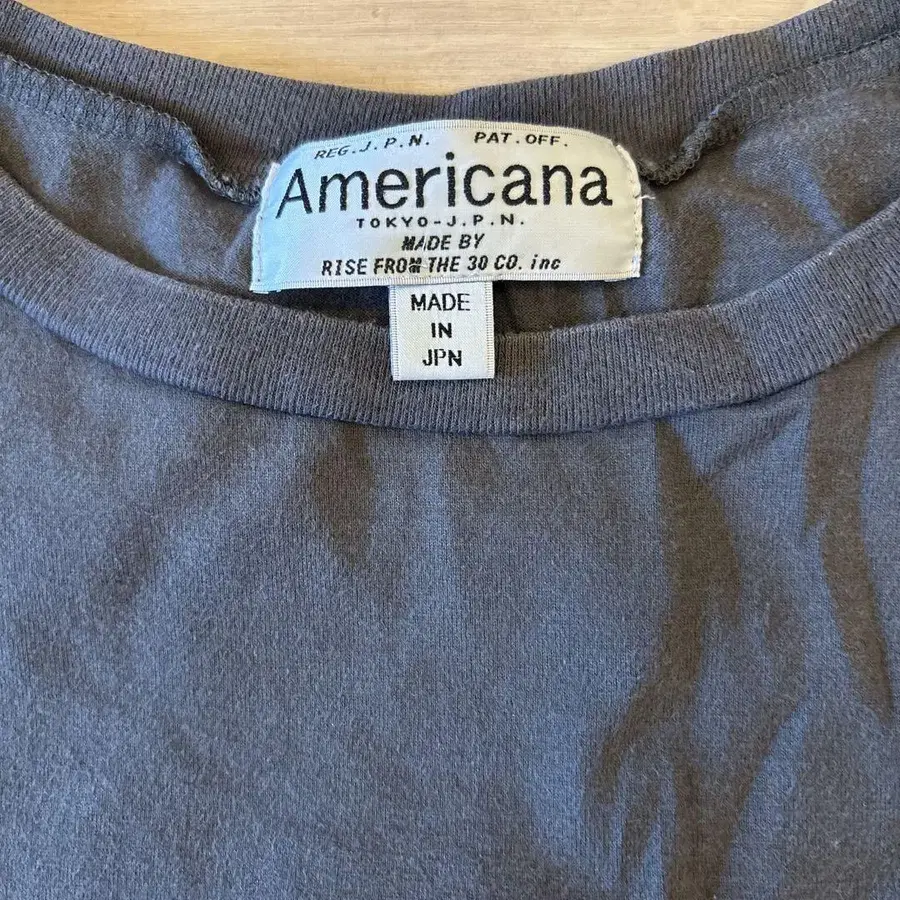 REG.J.P.N. PAT.OFF.
Americana
TOKYO-J.P.N.
MADE BY
RISE FROM THE 30 CO. inc
MADE
IN
JPN